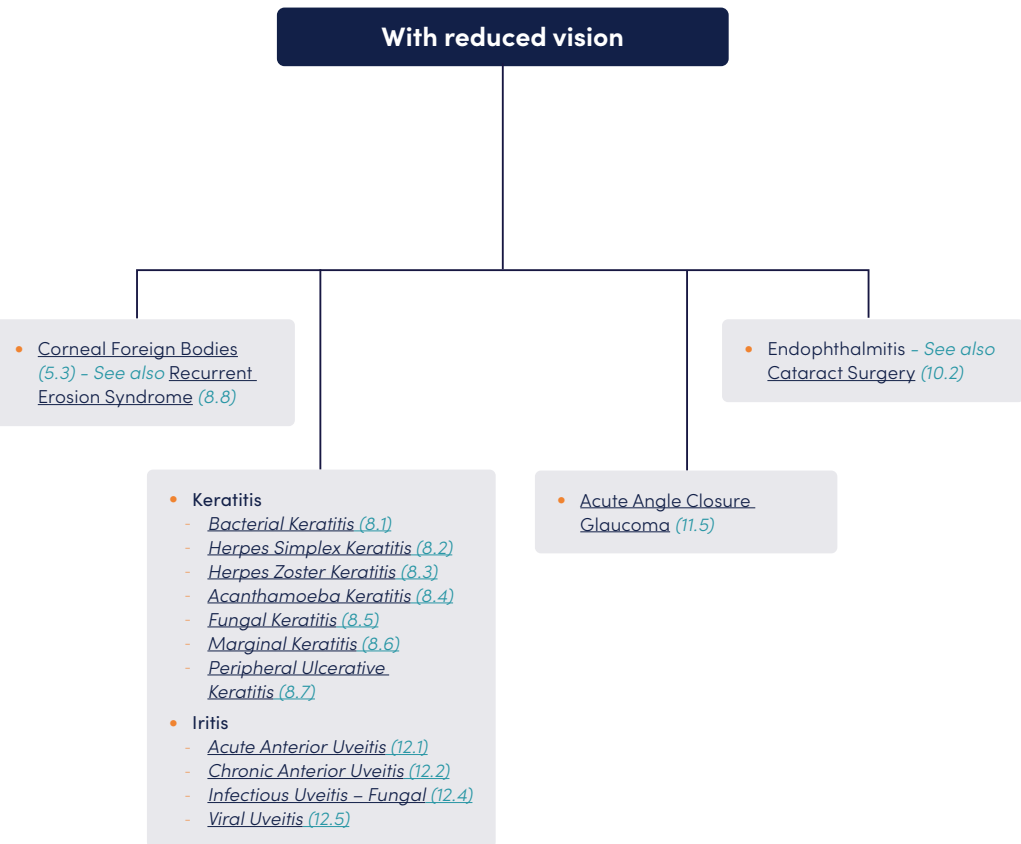 With reduced vision
• Corneal Foreign Bodies
(5.3) - See also Recurrent
Erosion Syndrome (8.8)
• Endophthalmitis - See also
Cataract Surgery (10.2)
• Keratitis
- Bacterial Keratitis (8.1)
- Herpes Simplex Keratitis (8.2)
- Herpes Zoster Keratitis (8.3)
- Acanthamoeba Keratitis (8.4)
- Fungal Keratitis (8.5)
- Marginal Keratitis (8.6)
- Peripheral Ulcerative
Keratitis (8.7)
• Iritis
- Acute Anterior Uveitis (12.1)
- Chronic Anterior Uveitis (12.2)
- Infectious Uveitis – Fungal (12.4)
- Viral Uveitis (12.5)
• Acute Angle Closure
Glaucoma (11.5)